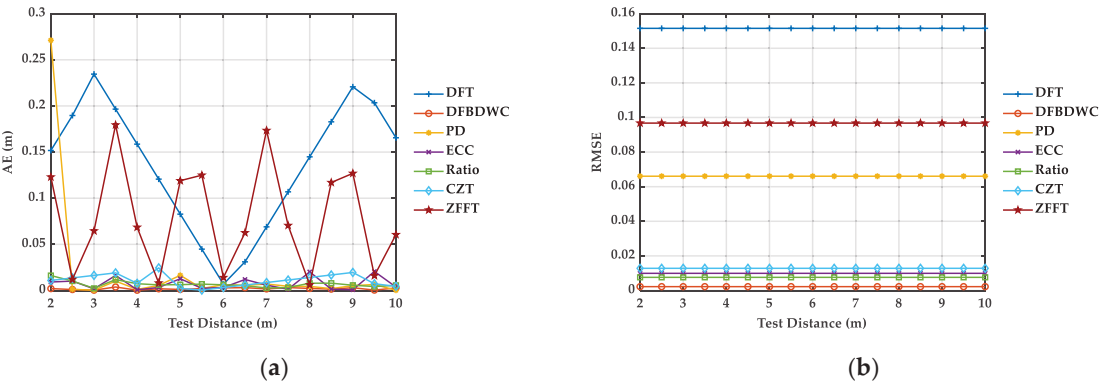 0.3
0.25
0.2
0.15
0.1
0.05
0
AE (m)
2 3 4 5 6 7 8 9 10
Test Distance (m)
DFT
DFBDWC
PD
ECC
Ratio
CZT
ZFFT
(a)
0.16
0.14
0.12
0.1
0.08
0.06
0.04
0.02
0
RMSE
2 3 4 5 6 7 8 9 10
Test Distance (m)
DFT
DFBDWC
PD
ECC
Ratio
CZT
ZFFT
(b)